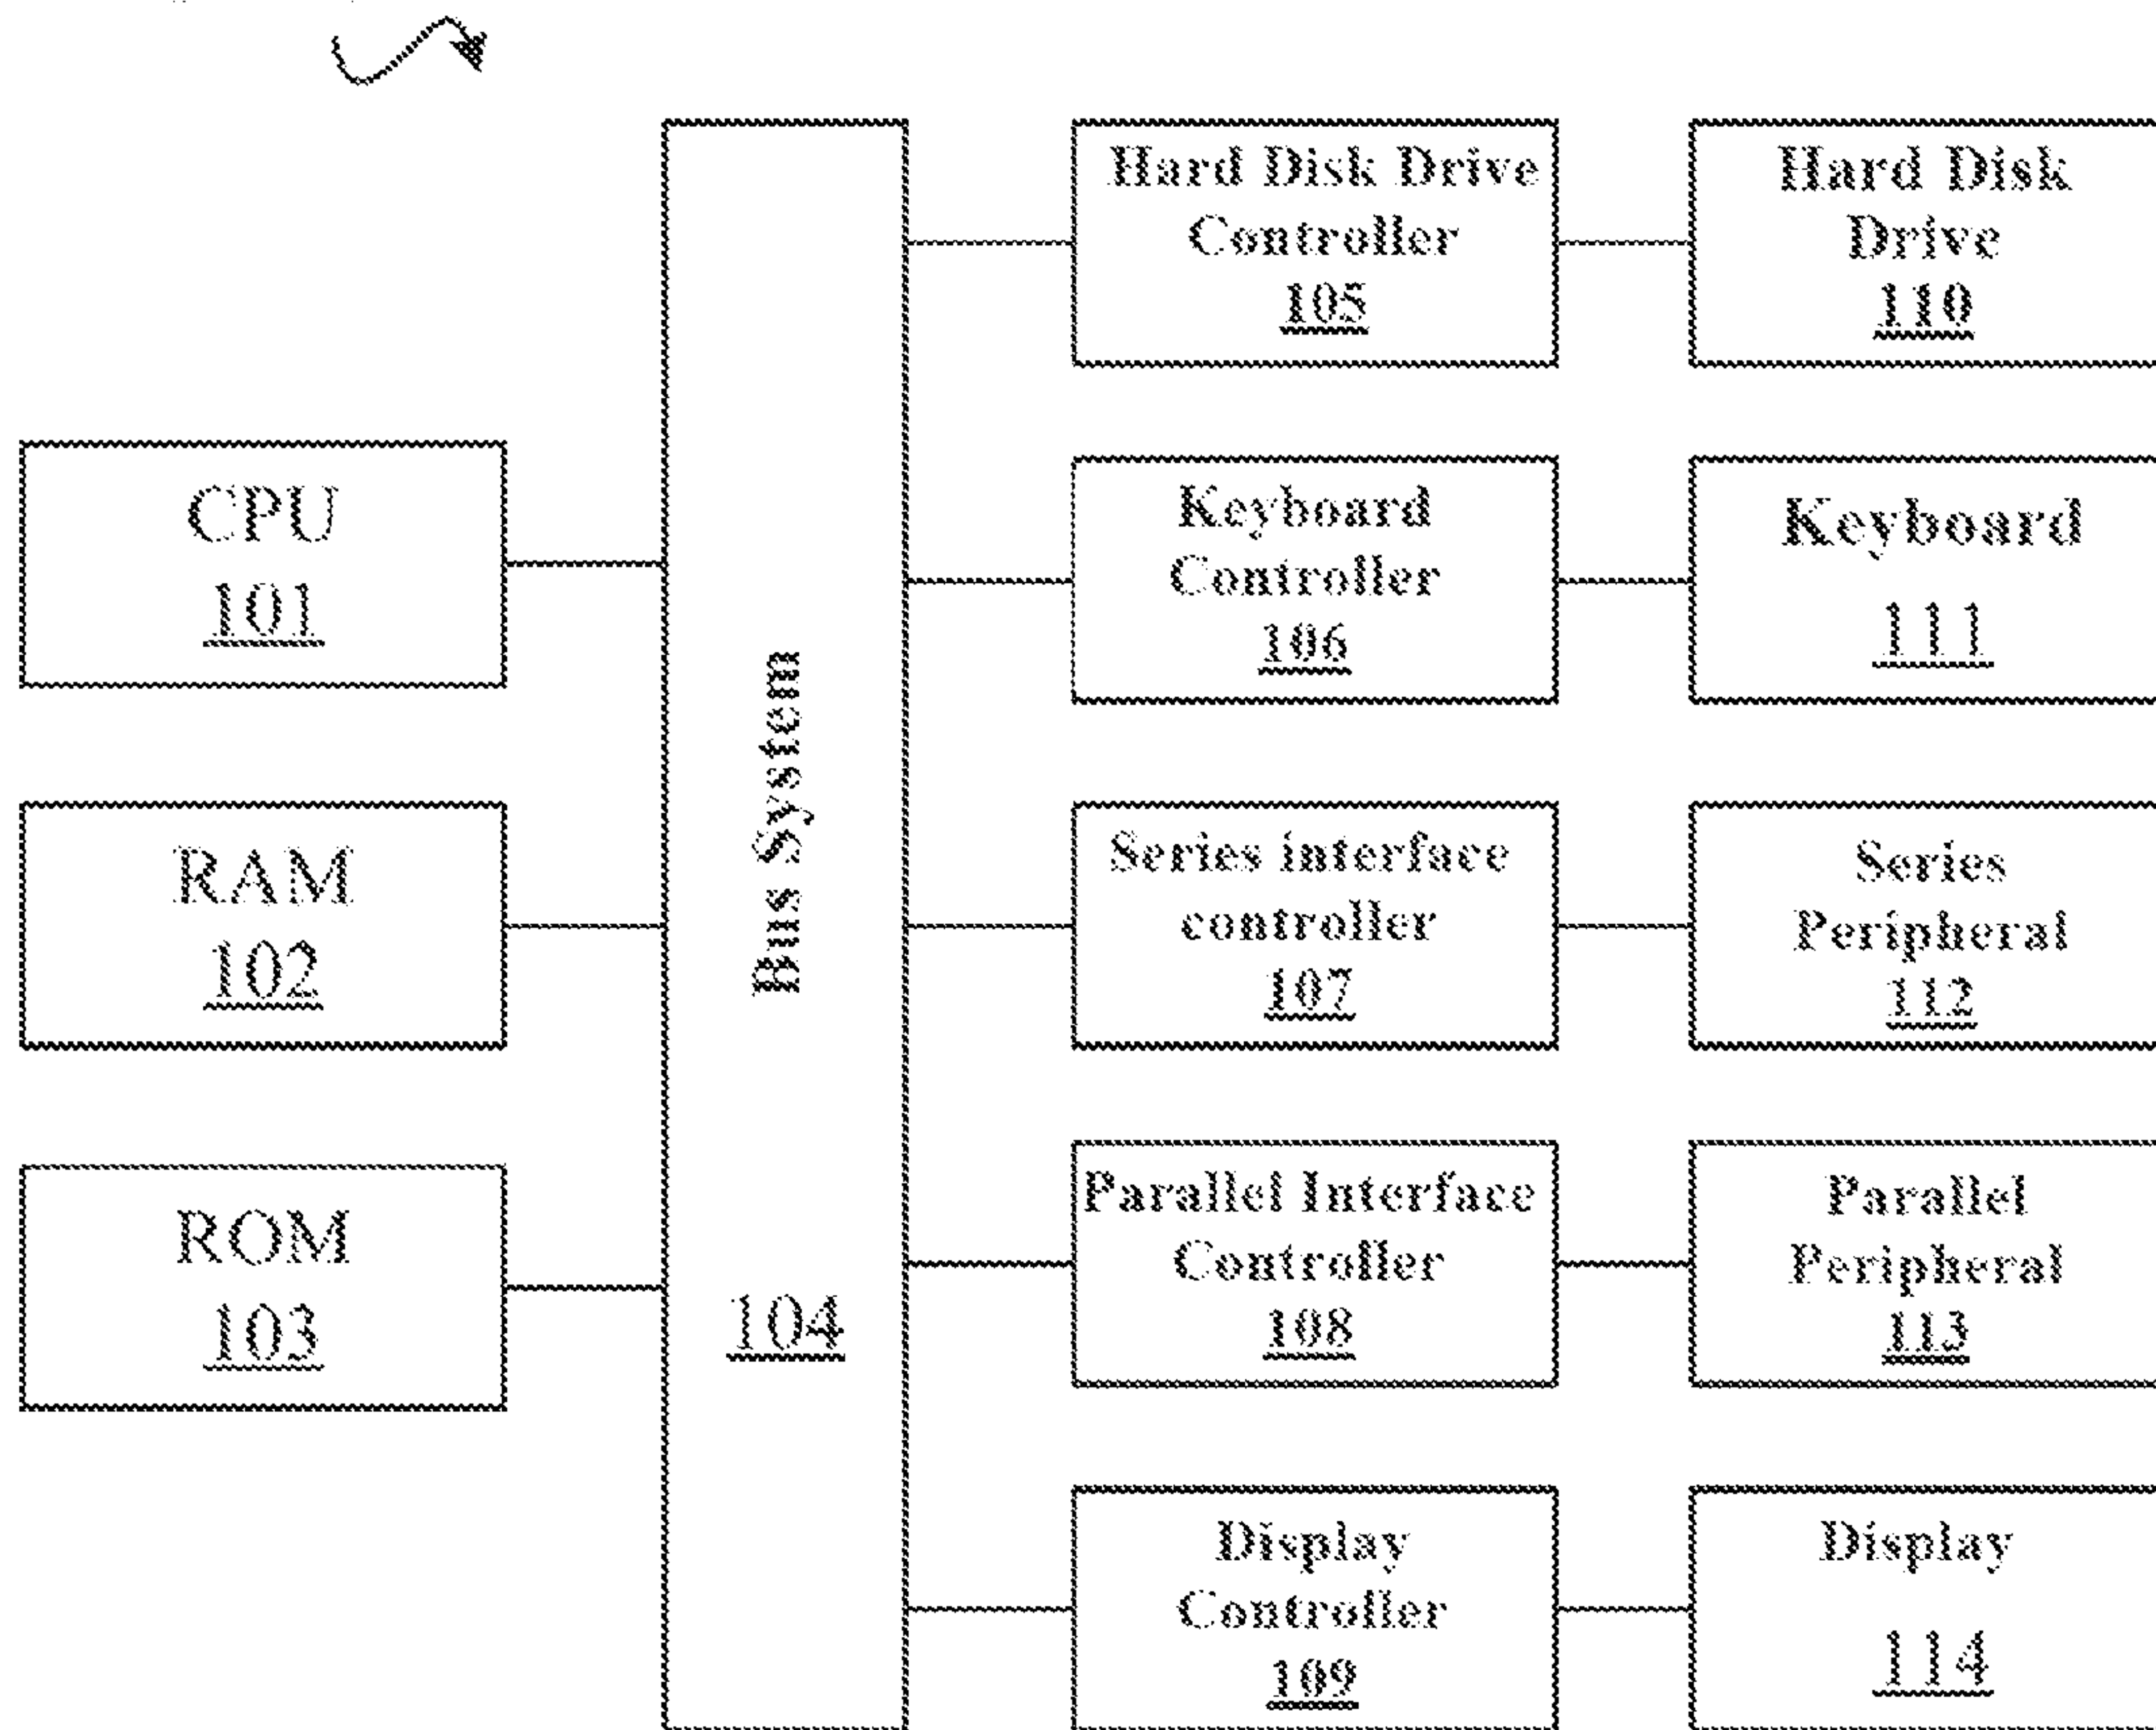 CPU
101
RAM
102
ROM
103
Bus System
104
Hard Disk Drive
Controller
105
Keyboard
Controller
106
Series interface
controller
107
Parallel Interface
Controller
108
Display
Controller
109
Hard Disk
Drive
110
Keyboard
111
Series
Peripheral
112
Parallel
Peripheral
113
Display
114